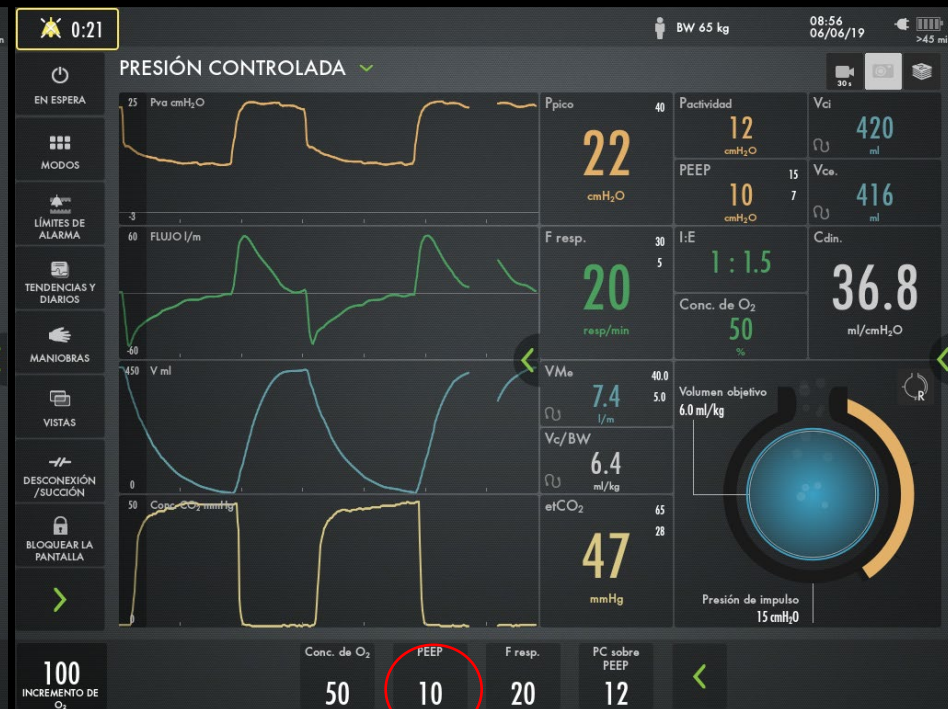 0:21
BW 65 kg
08:56
06/06/19
>45 mi
EN ESPERA
MODOS
LÍMITES DE
ALARMA
TENDENCIAS Y
DIARIOS
MANIOBRAS
VISTAS
DESCONEXIÓN
/SUCCIÓN
BLOQUEAR LA
PANTALLA
PRESIÓN CONTROLADA
30 s
25 Pva cmH₂O
-3
60 FLUJO l/m
-60
450 V ml
0
50 Conc. CO₂ mmHg
0
Ppico 40
22
cmH₂O
Pactividad
12
cmH₂O
Vci
420
ml
PEEP 15
10 7
cmH₂O
Vce.
416
ml
F resp. 30
5
20
resp/min
I:E
1 : 1.5
Conc. de O₂
50
%
Cdin.
36.8
ml/cmH₂O
VMe 40.0
7.4 5.0
l/m
Vc/BW
6.4
ml/kg
etCO₂ 65
28
47
mmHg
Volumen objetivo
6.0 ml/kg
R
Presión de impulso
15 cmH₂O
100
INCREMENTO DE
O₂
Conc. de O₂
50
PEEP
10
F resp.
20
PC sobre
PEEP
12